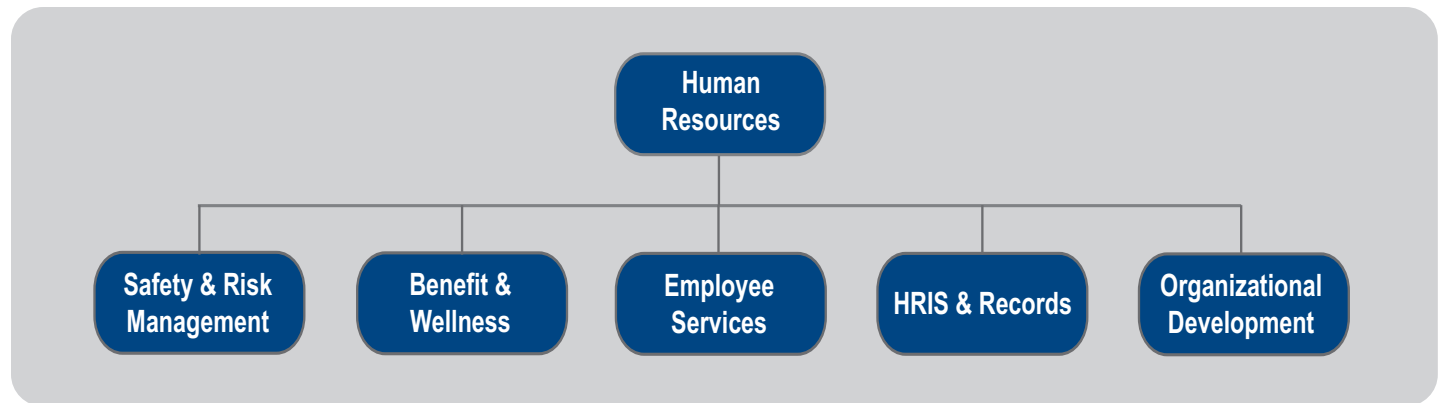 Human
Resources
Safety & Risk
Management
Benefit &
Wellness
Employee
Services
HRIS & Records
Organizational
Development